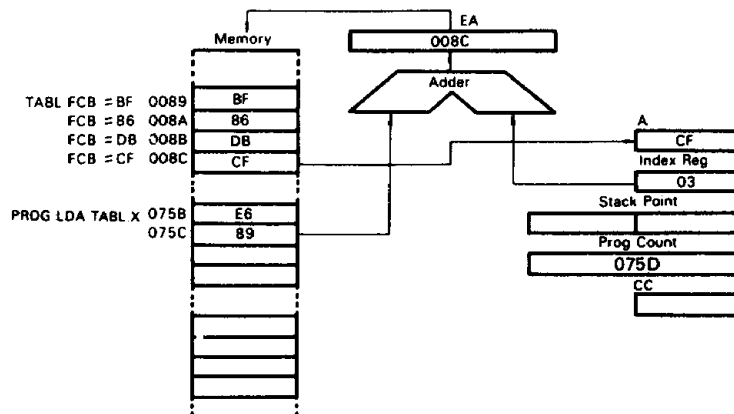 EA
Memory
008C
Adder
TABL FCB = BF 0089 BF
FCB = 86 008A 86
FCB = DB 008B DB
FCB = CF 008C CF
A
CF
Index Reg
03
Stack Point
PROG LDA TABL.X 075B E6
075C 89
Prog Count
075D
CC